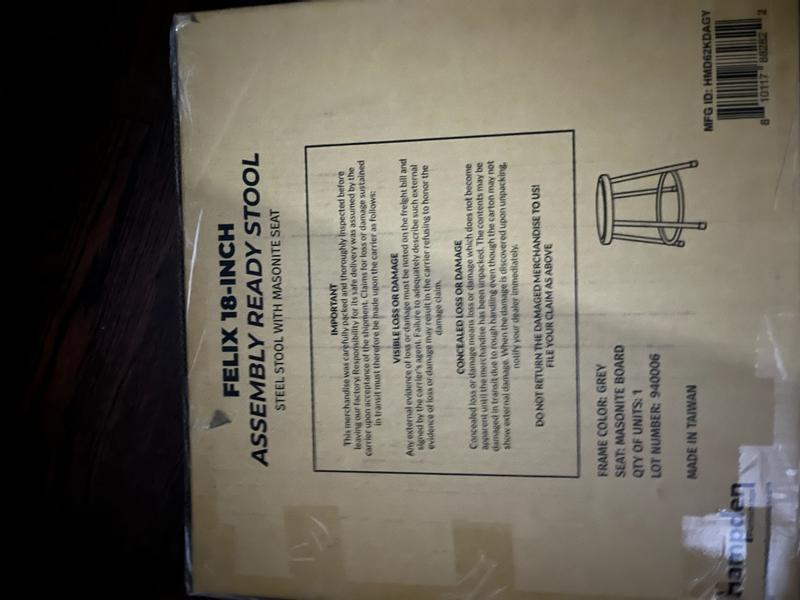 FELIX 18-INCH
ASSEMBLY READY STOOL
STEEL STOOL WITH MASONITE SEAT
IMPORTANT
This merchandise was carefully packed and thoroughly inspected before
leaving our factory. Responsibility for its safe delivery was assumed by the
carrier upon acceptance of the shipment. Claims for loss or damage sustained
in transit must therefore be made upon the carrier as follows:
VISIBLE LOSS OR DAMAGE
Any external evidence of loss or damage must be noted on the freight bill and
signed by the carrier's agent. Failure to adequately describe such external
evidence of loss or damage may result in the carrier refusing to honor the
damage claim.
CONCEALED LOSS OR DAMAGE
Concealed loss or damage means loss or damage which does not become
apparent until the merchandise has been unpacked. The contents may be
damaged in transit due to rough handling even though the carton may not
show external damage. When the damage is discovered upon unpacking,
notify your dealer immediately.
DO NOT RETURN THE DAMAGED MERCHANDISE TO US!
FILE YOUR CLAIM AS ABOVE
FRAME COLOR: GREY
SEAT: MASONITE BOARD
QTY OF UNITS: 1
LOT NUMBER: 940006
MADE IN TAIWAN
MFG ID: HMD62KDAGY
8 10117 88282 2
Hampden